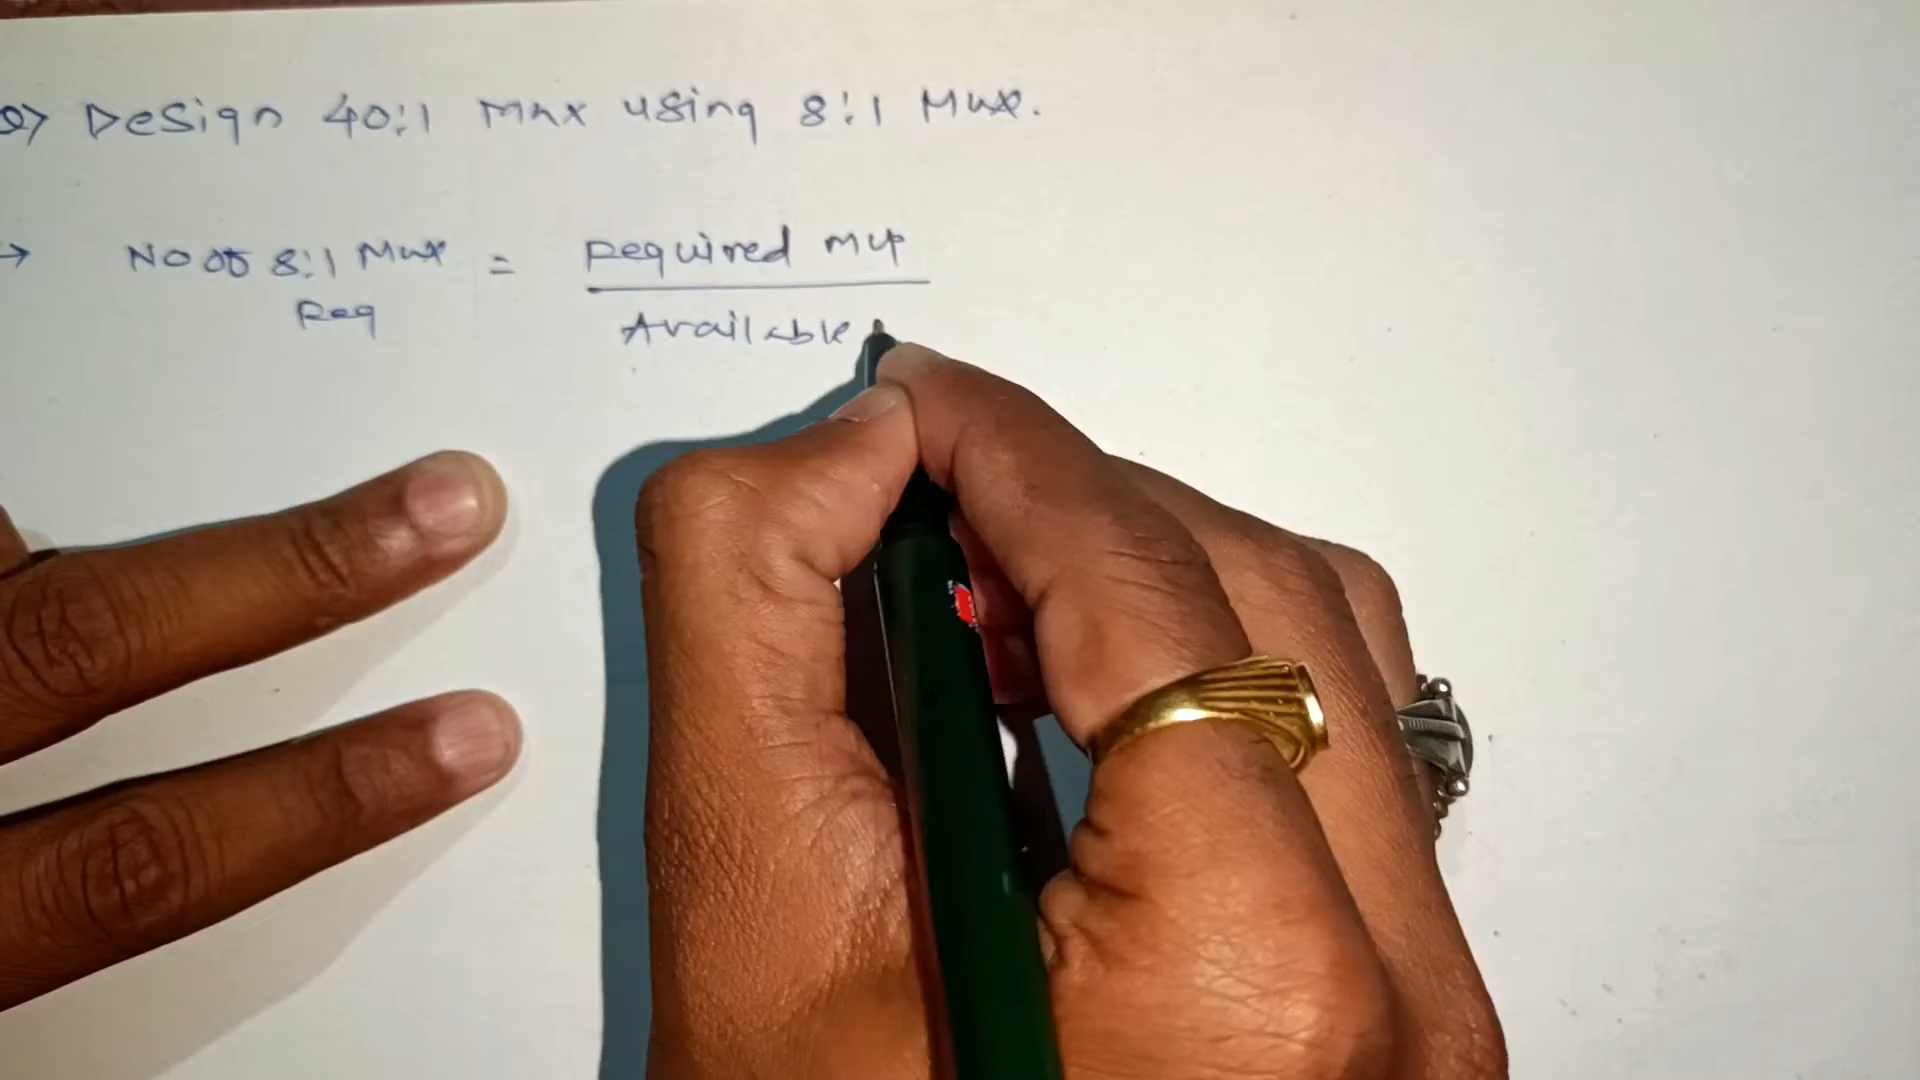 Q> Design 40:1 Mux using 8:1 Mux.
→ No of 8:1 Mux = Required Mux
Req Available